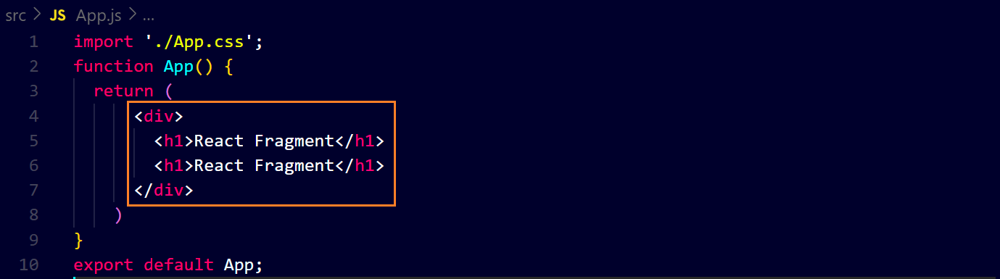 src > JS App.js > ...
1 import './App.css';
2 function App() {
3 return (
4 <div>
5 <h1>React Fragment</h1>
6 <h1>React Fragment</h1>
7 </div>
8 )
9 }
10 export default App;